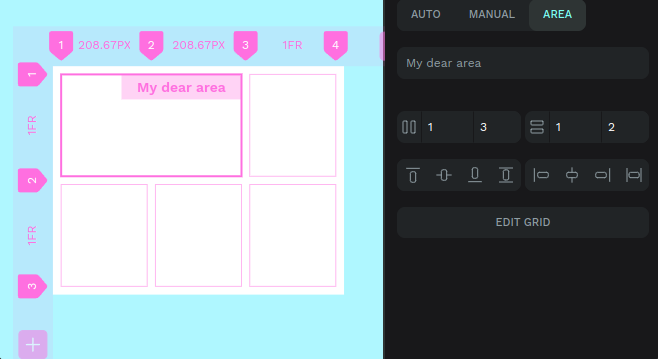 1 208.67PX 2 208.67PX 3 1FR 4
1
My dear area
1FR
2
1FR
3
AUTO MANUAL AREA
My dear area
1 3 1 2
EDIT GRID